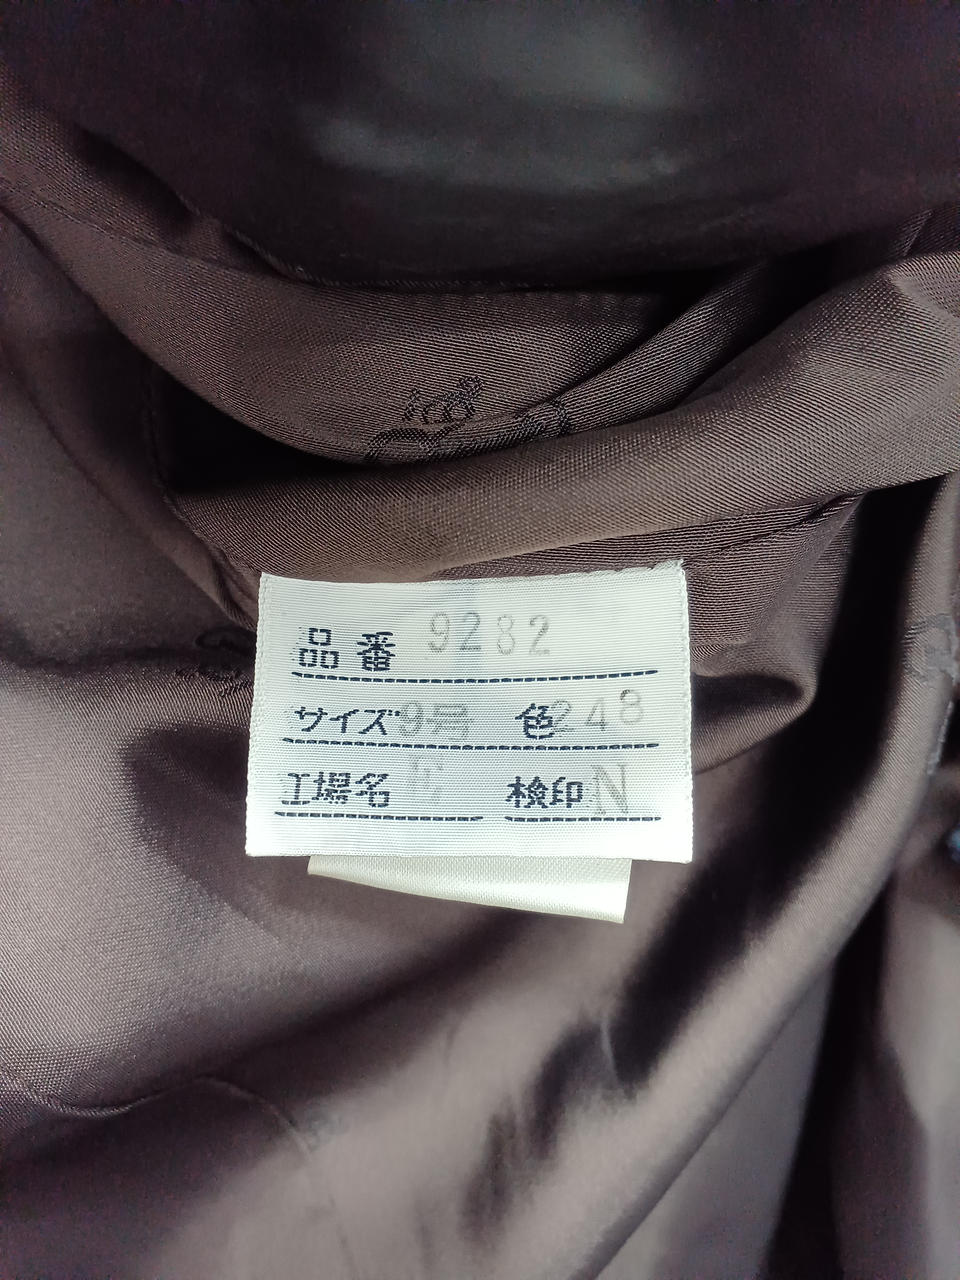 品番 9282
サイズ 9号 色 248
工場名 E 検印 N